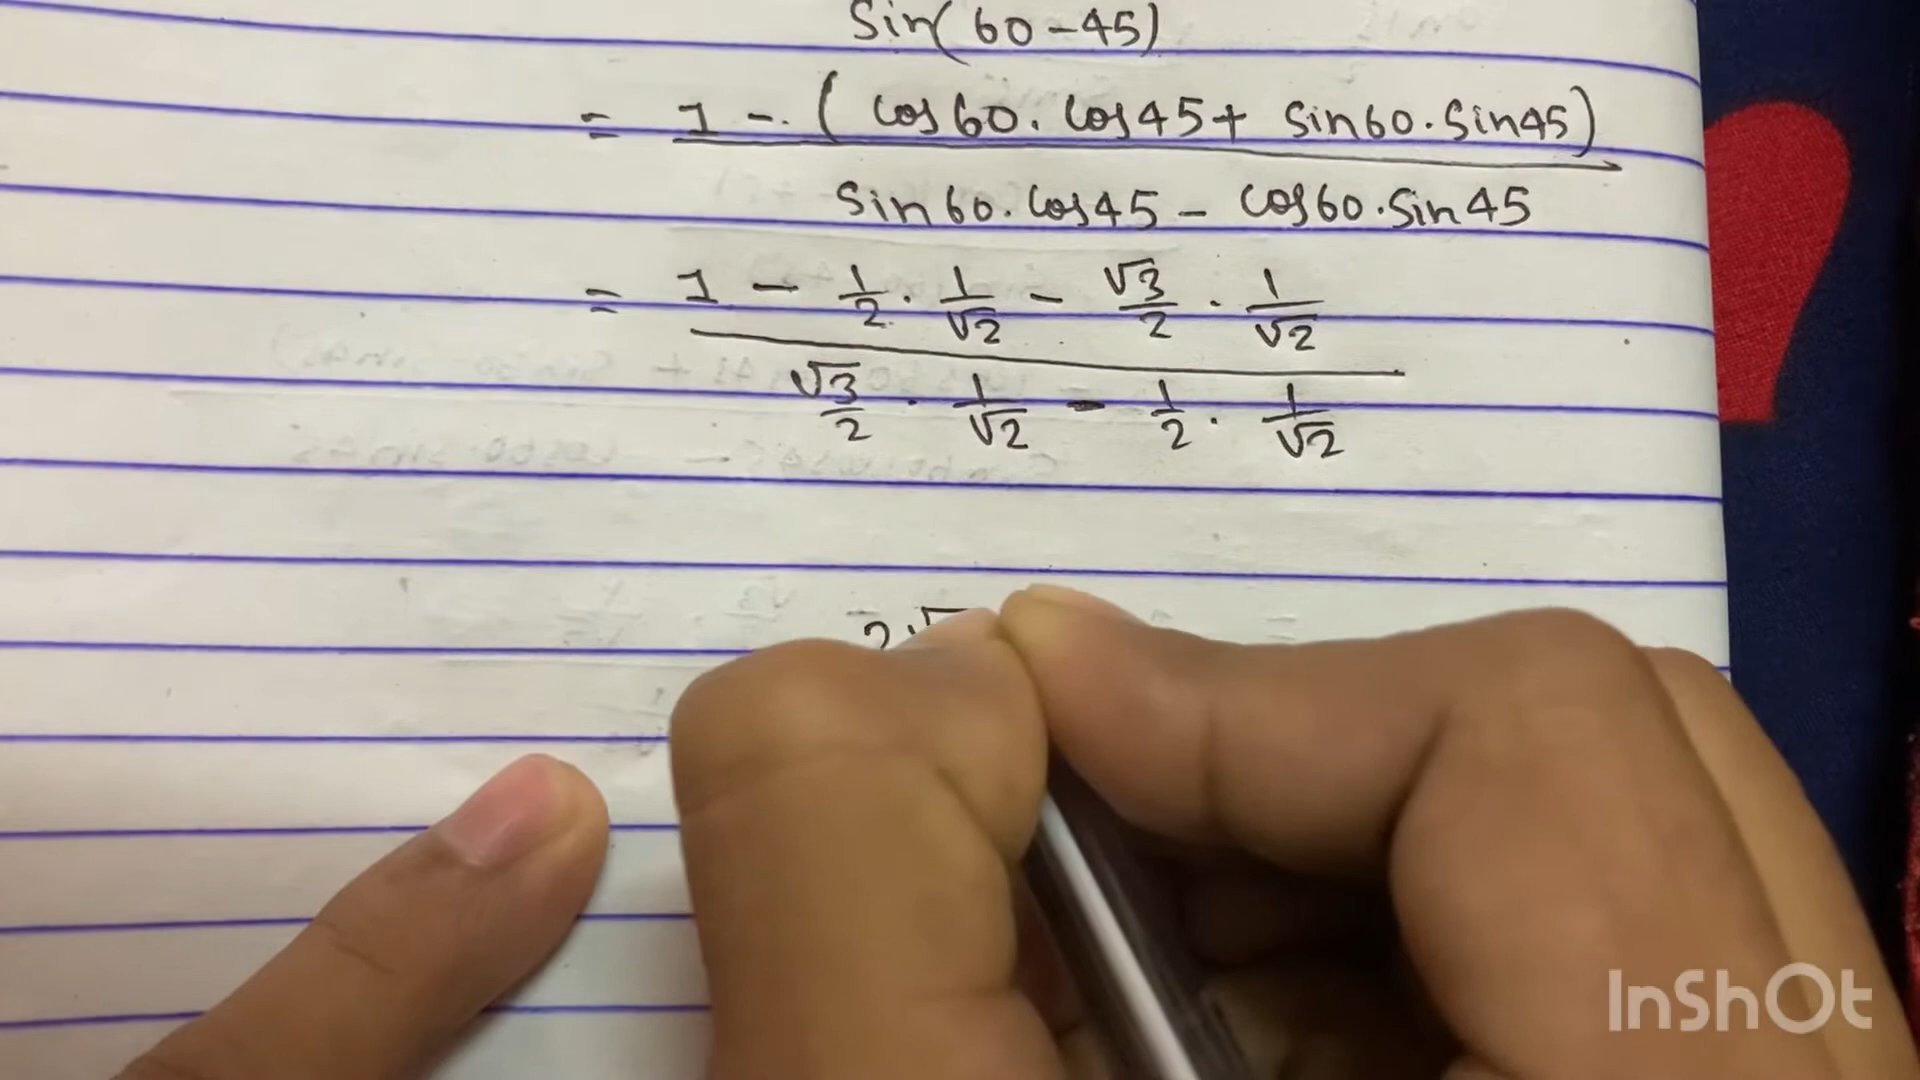 Sin(60-45)
= 1 - (cos60. cos45+ sin60.sin45)
sin60.cos45 - cos60.sin45
= 1 - 1/2 . 1/√2 - √3/2 . 1/√2
√3/2 . 1/√2 - 1/2 . 1/√2
2√
InShOt